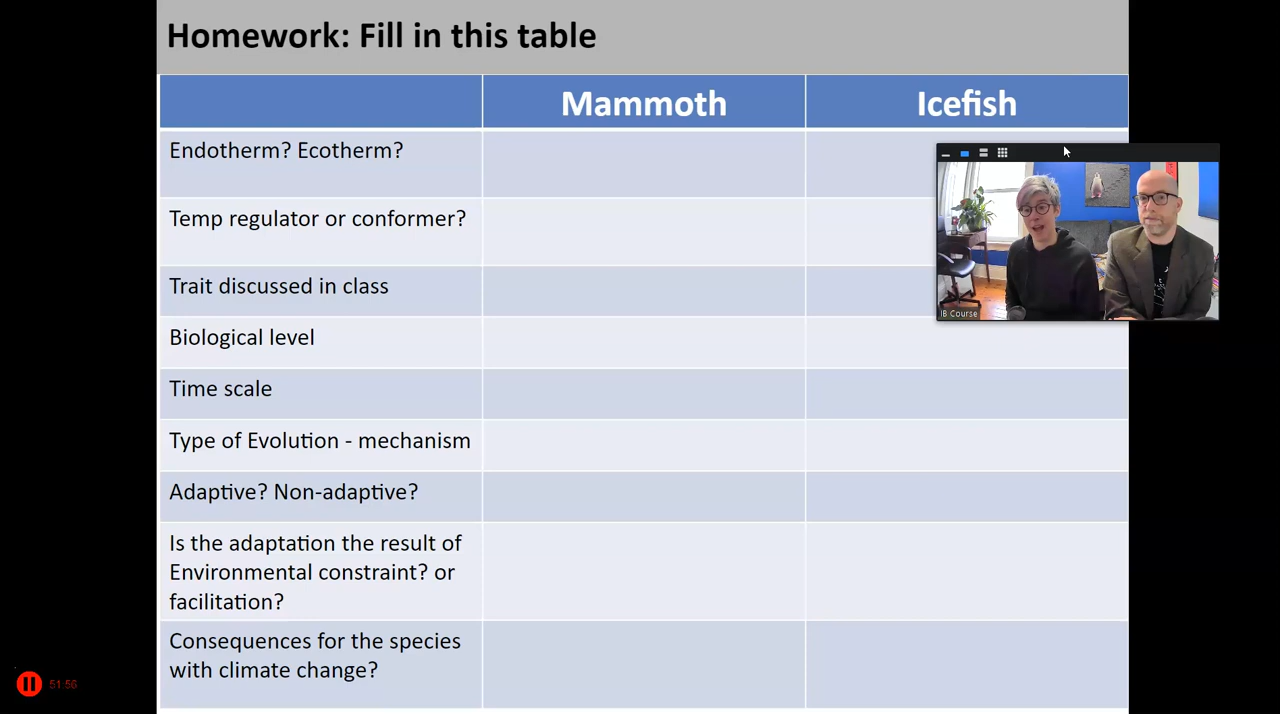 Homework: Fill in this table
Mammoth
Icefish
Endotherm? Ecotherm?
Temp regulator or conformer?
Trait discussed in class
IB Course
Biological level
Time scale
Type of Evolution - mechanism
Adaptive? Non-adaptive?
Is the adaptation the result of
Environmental constraint? or
facilitation?
Consequences for the species
with climate change?
51:56